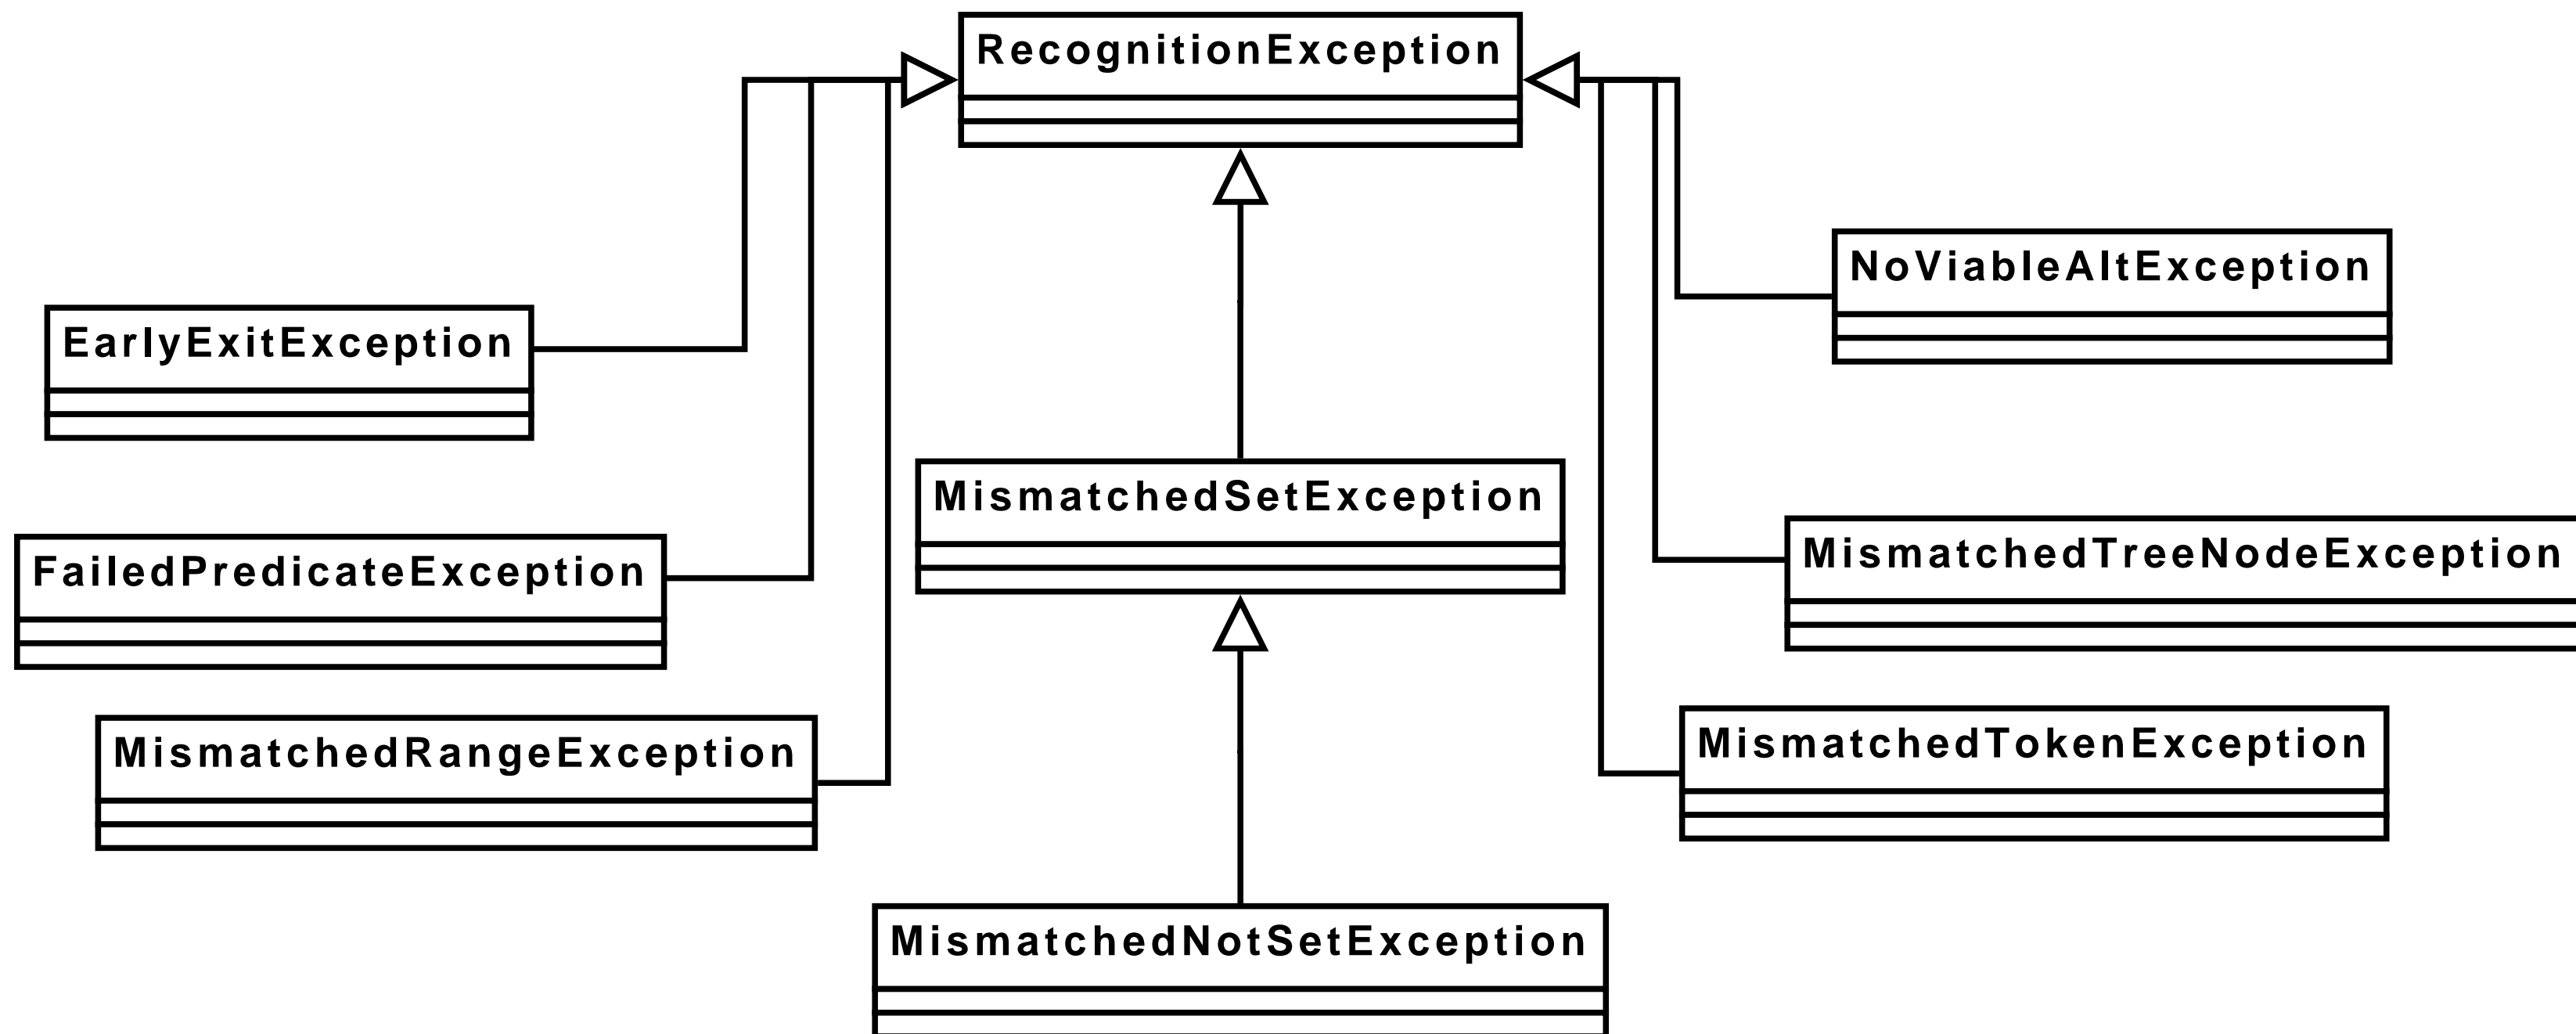 RecognitionException
NoViableAltException
EarlyExitException
MismatchedSetException
MismatchedTreeNodeException
FailedPredicateException
MismatchedTokenException
MismatchedRangeException
MismatchedNotSetException